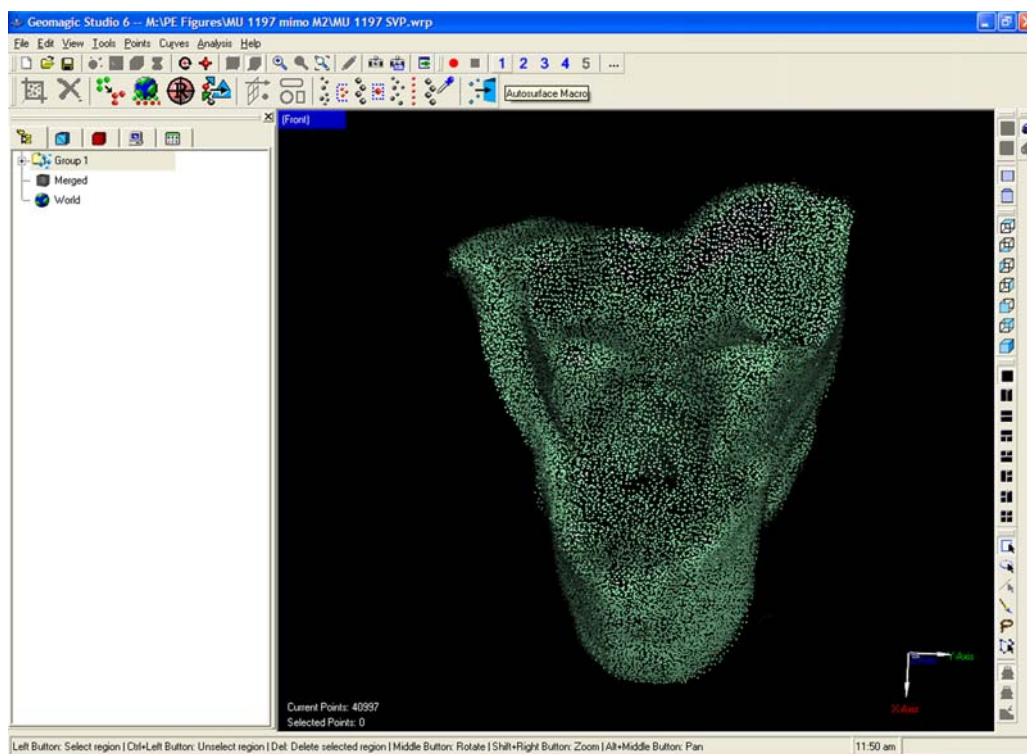 Geomagic Studio 6 -- M:\PE Figures\MU 1197 mimo M2\MU 1197 SVP.wrp
File Edit View Tools Points Curves Analysis Help
1 2 3 4 5 ...
Autosurface Macro
(Front)
Group 1
Merged
World
Y-Axis
X-Axis
Current Points: 40997
Selected Points: 0
Left Button: Select region | Ctrl+Left Button: Unselect region | Del: Delete selected region | Middle Button: Rotate | Shift+Right Button: Zoom | Alt+Middle Button: Pan
11:50 am